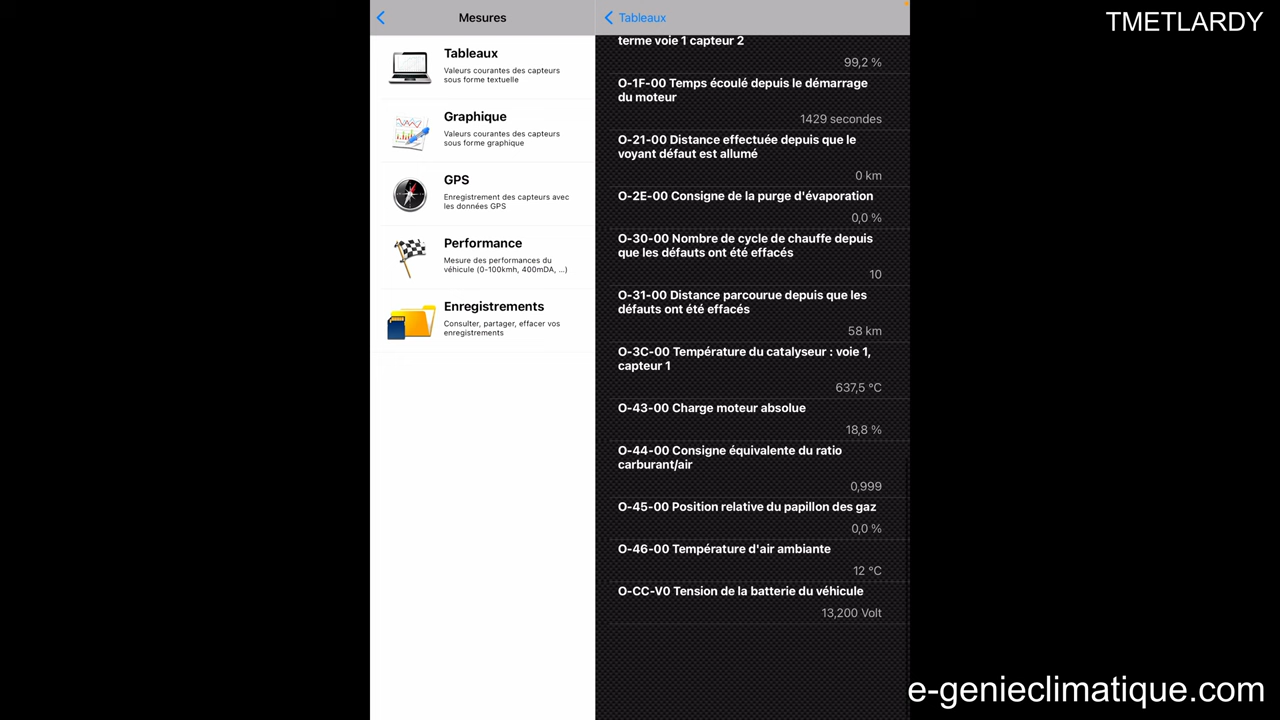 Mesures
Tableaux
Valeurs courantes des capteurs
sous forme textuelle
Graphique
Valeurs courantes des capteurs
sous forme graphique
GPS
Enregistrement des capteurs avec
les données GPS
Performance
Mesure des performances du
véhicule (0-100kmh, 400mDA, ...)
Enregistrements
Consulter, partager, effacer vos
enregistrements
Tableaux
terme voie 1 capteur 2
99,2 %
O-1F-00 Temps écoulé depuis le démarrage
du moteur
1429 secondes
O-21-00 Distance effectuée depuis que le
voyant défaut est allumé
0 km
O-2E-00 Consigne de la purge d'évaporation
0,0 %
O-30-00 Nombre de cycle de chauffe depuis
que les défauts ont été effacés
10
O-31-00 Distance parcourue depuis que les
défauts ont été effacés
58 km
O-3C-00 Température du catalyseur : voie 1,
capteur 1
637,5 °C
O-43-00 Charge moteur absolue
18,8 %
O-44-00 Consigne équivalente du ratio
carburant/air
0,999
O-45-00 Position relative du papillon des gaz
0,0 %
O-46-00 Température d'air ambiante
12 °C
O-CC-V0 Tension de la batterie du véhicule
13,200 Volt
TMETLARDY
e-genieclimatique.com